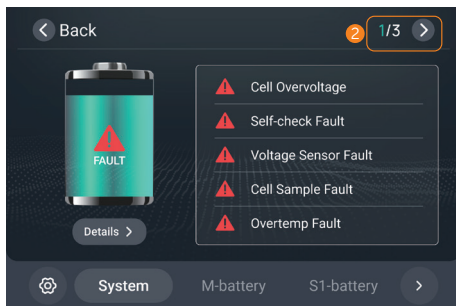 Back
2
1/3
Cell Overvoltage
Self-check Fault
Voltage Sensor Fault
Cell Sample Fault
Overtemp Fault
FAULT
Details
System M-battery S1-battery